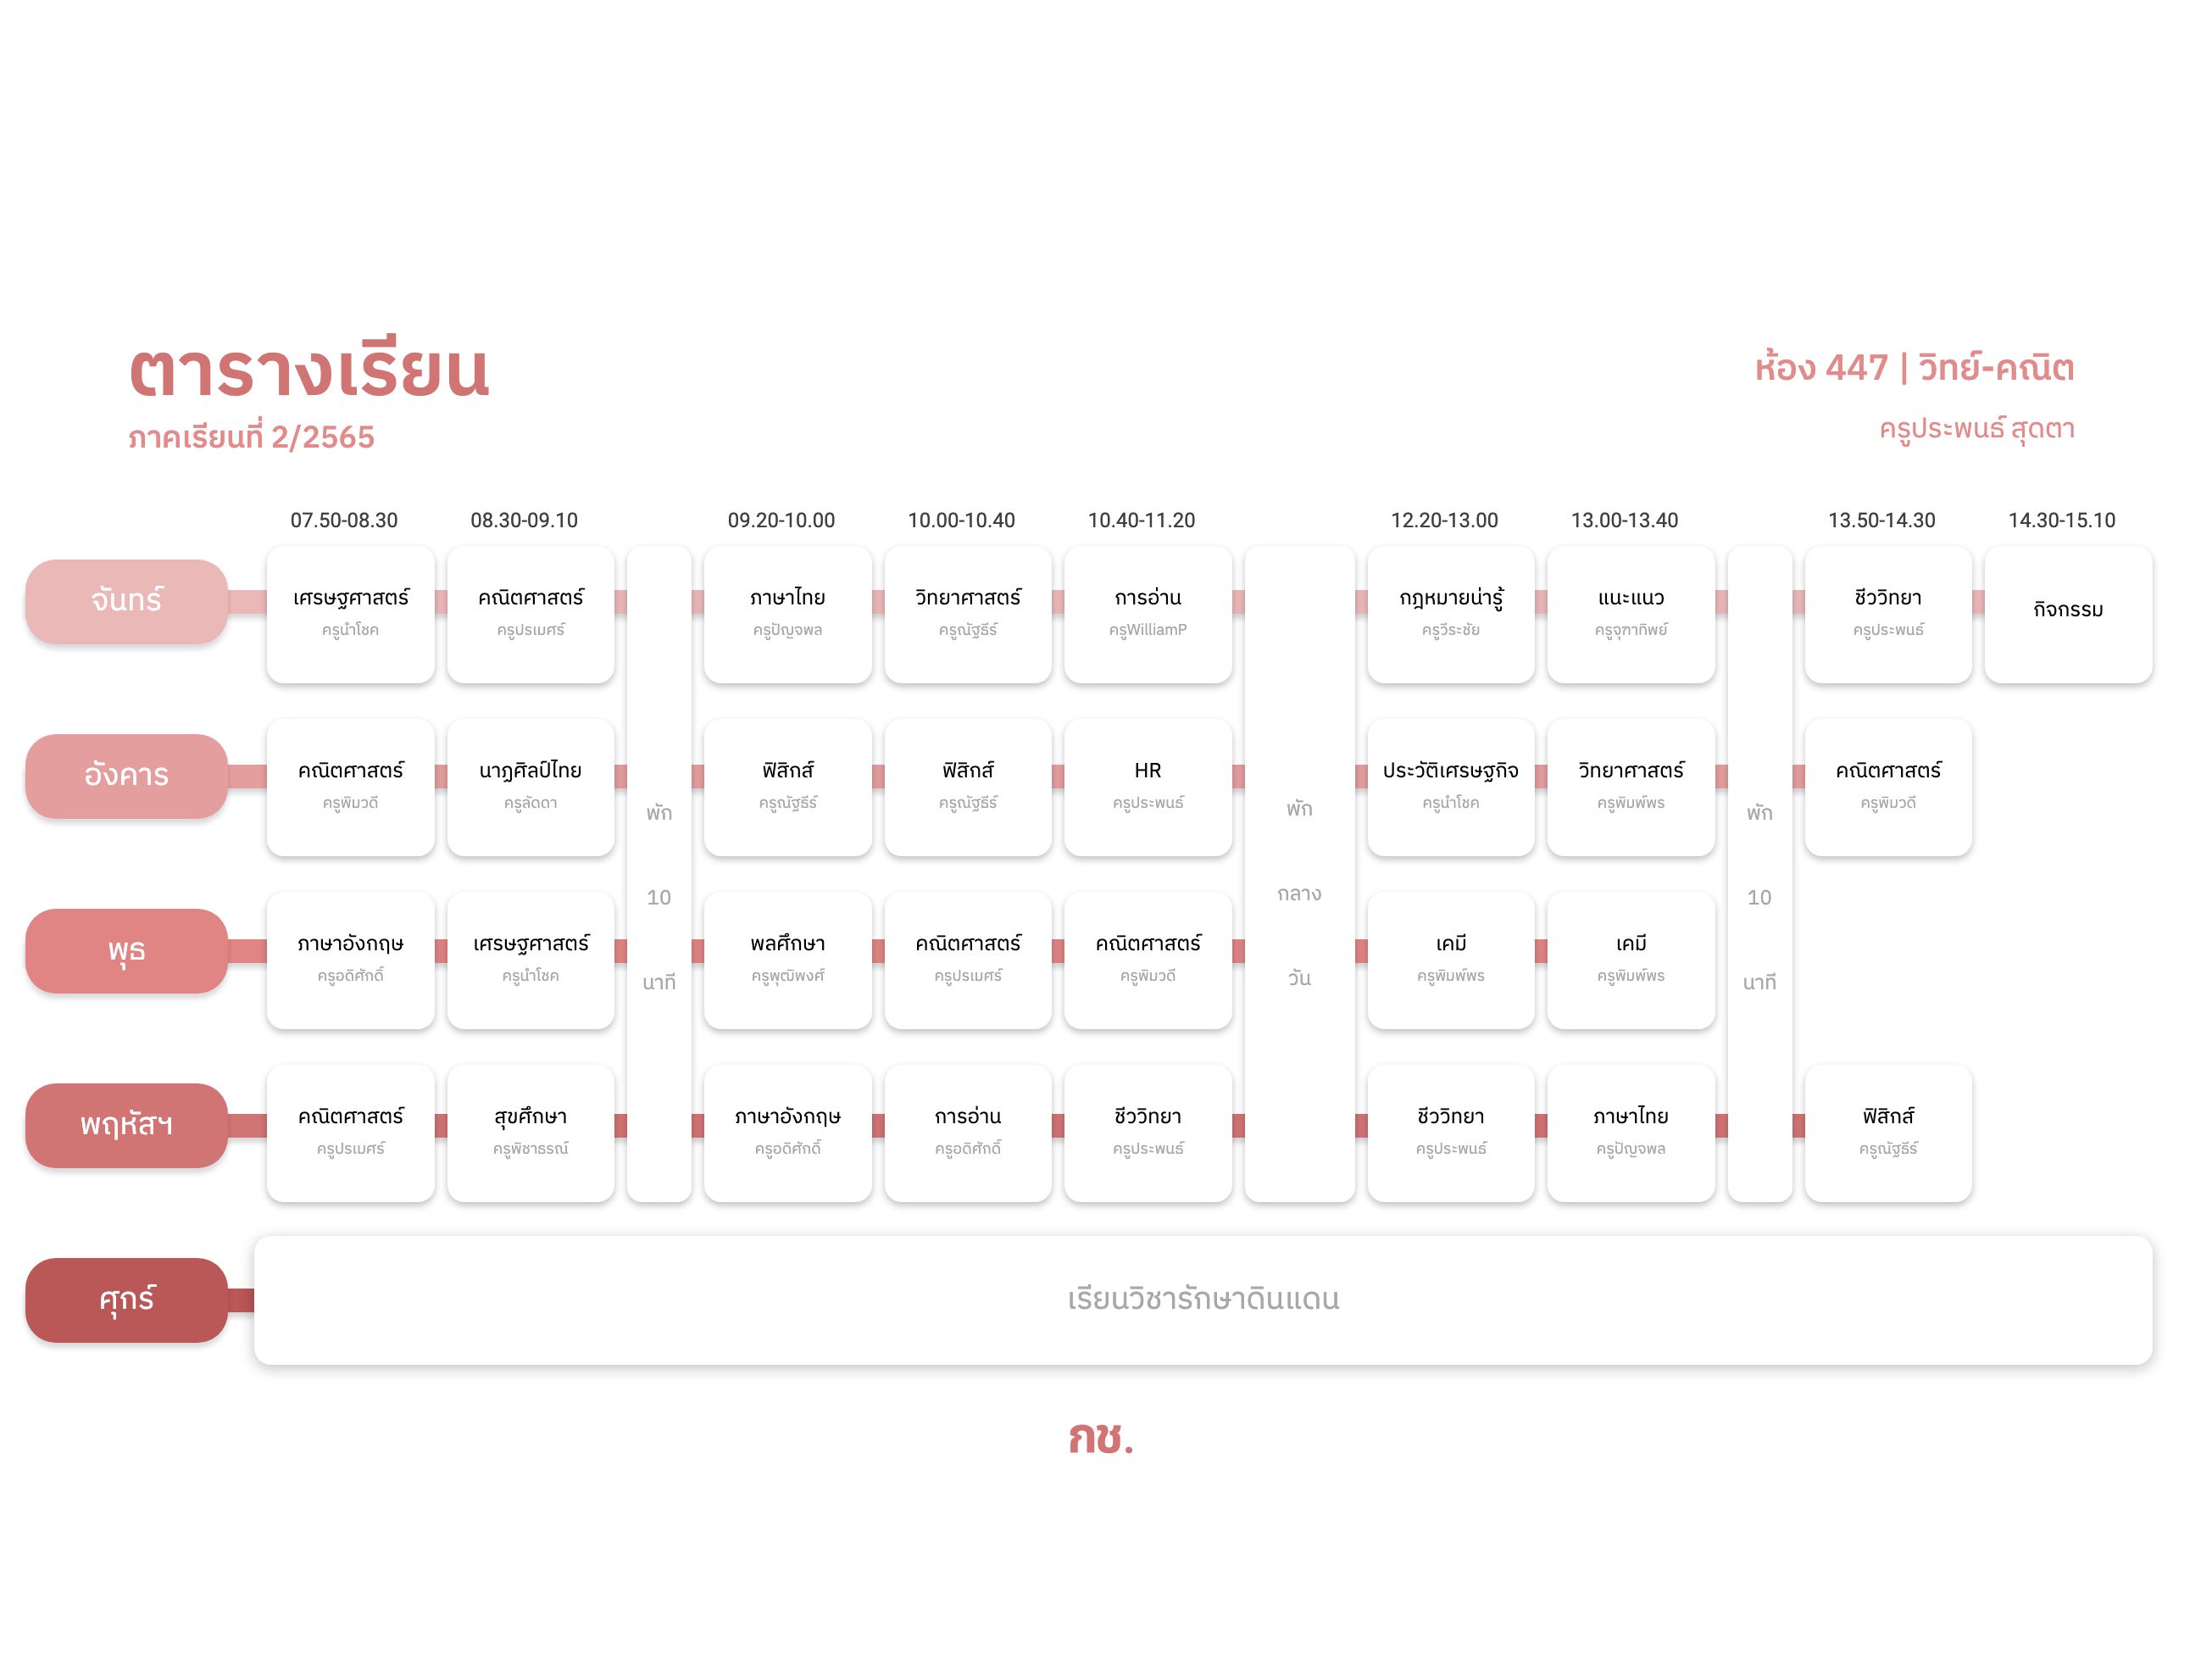 ตารางเรียน
ภาคเรียนที่ 2/2565
ห้อง 447 | วิทย์-คณิต
ครูประพนธ์ สุดตา
07.50-08.30 08.30-09.10 09.20-10.00 10.00-10.40 10.40-11.20 12.20-13.00 13.00-13.40 13.50-14.30 14.30-15.10
จันทร์
เศรษฐศาสตร์ คณิตศาสตร์ ภาษาไทย วิทยาศาสตร์ การอ่าน กฎหมายน่ารู้ แนะแนว ชีววิทยา กิจกรรม
ครูนำโชค ครูปรเมศร์ ครูปัญจพล ครูณัฐธีร์ ครูWilliamP ครูวีระชัย ครูจุฑาทิพย์ ครูประพนธ์
อังคาร
คณิตศาสตร์ นาฏศิลป์ไทย ฟิสิกส์ ฟิสิกส์ HR ประวัติเศรษฐกิจ วิทยาศาสตร์ คณิตศาสตร์
ครูพิมวดี ครูลัดดา ครูณัฐธีร์ ครูณัฐธีร์ ครูประพนธ์ ครูนำโชค ครูพิมพ์พร ครูพิมวดี
พัก พัก พัก
10 กลาง 10
นาที วัน นาที
พุธ
ภาษาอังกฤษ เศรษฐศาสตร์ พลศึกษา คณิตศาสตร์ คณิตศาสตร์ เคมี เคมี
ครูอดิศักดิ์ ครูนำโชค ครูพุฒิพงศ์ ครูปรเมศร์ ครูพิมวดี ครูพิมพ์พร ครูพิมพ์พร
พฤหัสฯ
คณิตศาสตร์ สุขศึกษา ภาษาอังกฤษ การอ่าน ชีววิทยา ชีววิทยา ภาษาไทย ฟิสิกส์
ครูปรเมศร์ ครูพิชาธรณ์ ครูอดิศักดิ์ ครูอดิศักดิ์ ครูประพนธ์ ครูประพนธ์ ครูปัญจพล ครูณัฐธีร์
ศุกร์
เรียนวิชารักษาดินแดน
กช.